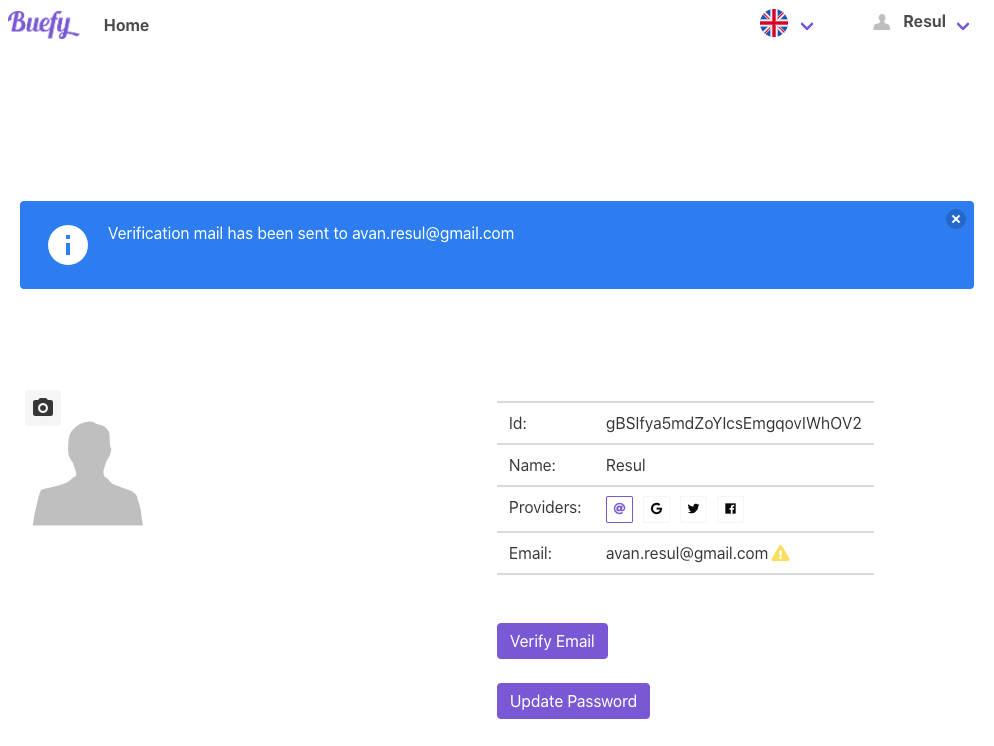 Buefy
Home
Resul
Verification mail has been sent to avan.resul@gmail.com
Id: gBSIfya5mdZoYIcsEmgqovIWhOV2
Name: Resul
Providers: @ G
Email: avan.resul@gmail.com
Verify Email
Update Password